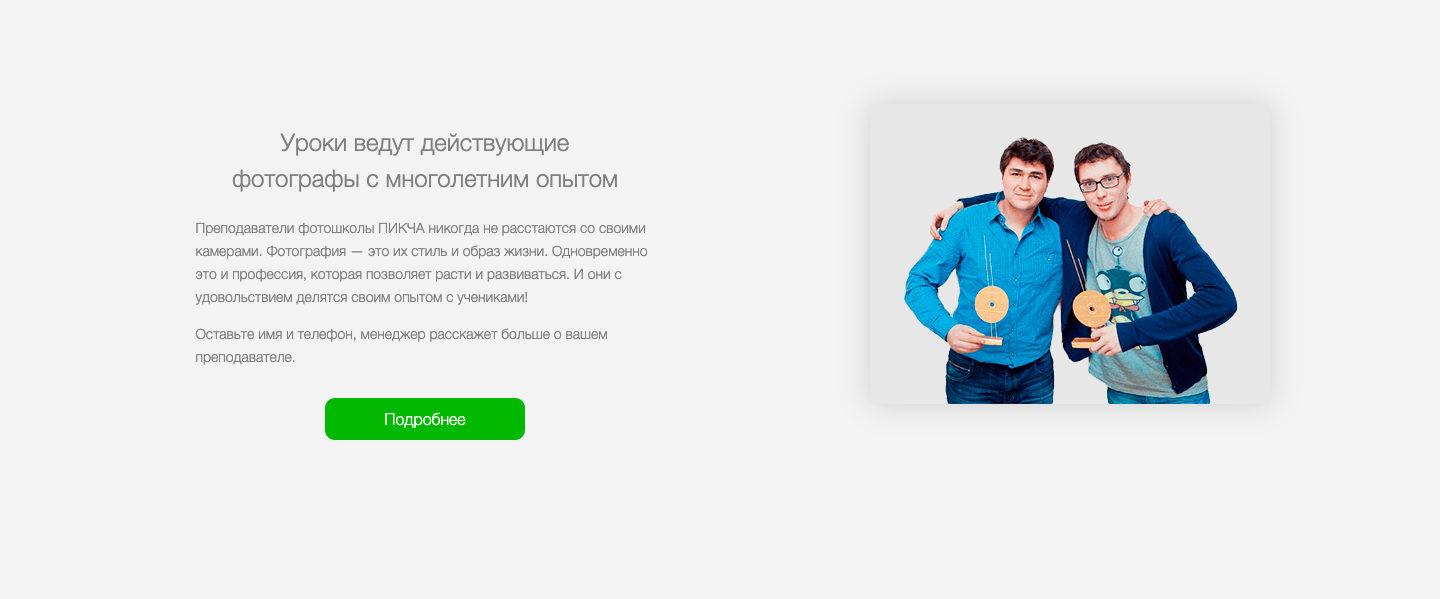 Уроки ведут действующие
фотографы с многолетним опытом
Преподаватели фотошколы ПИКЧА никогда не расстаются со своими
камерами. Фотография — это их стиль и образ жизни. Одновременно
это и профессия, которая позволяет расти и развиваться. И они с
удовольствием делятся своим опытом с учениками!
Оставьте имя и телефон, менеджер расскажет больше о вашем
преподавателе.
Подробнее